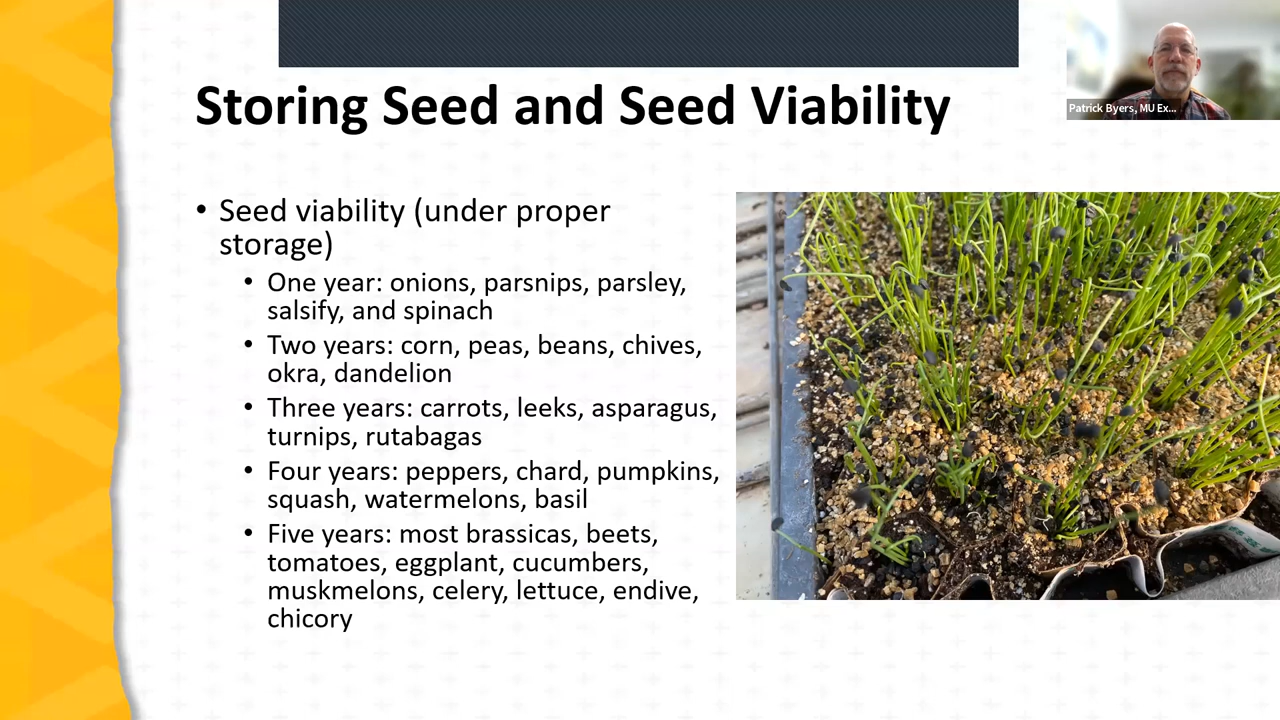 Storing Seed and Seed Viability
Patrick Byers, MU Ex...
• Seed viability (under proper
storage)
• One year: onions, parsnips, parsley,
salsify, and spinach
• Two years: corn, peas, beans, chives,
okra, dandelion
• Three years: carrots, leeks, asparagus,
turnips, rutabagas
• Four years: peppers, chard, pumpkins,
squash, watermelons, basil
• Five years: most brassicas, beets,
tomatoes, eggplant, cucumbers,
muskmelons, celery, lettuce, endive,
chicory